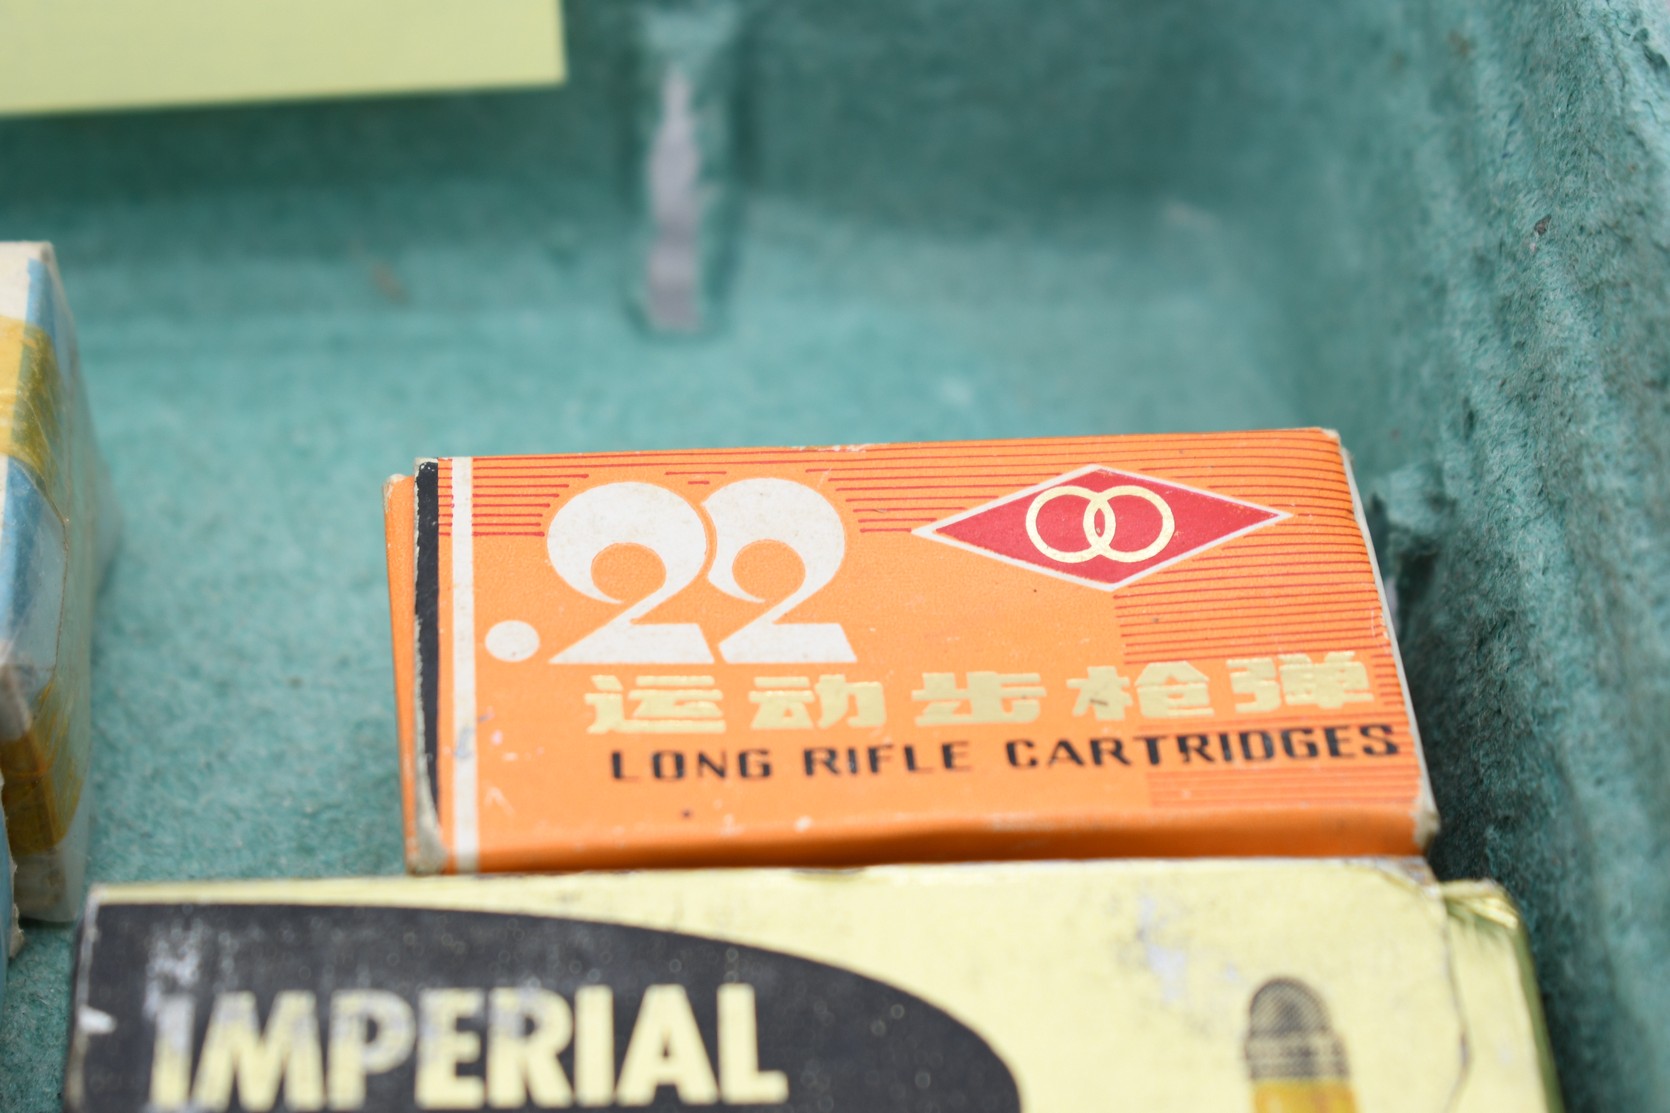 .22
运动步枪弹
LONG RIFLE CARTRIDGES
IMPERIAL